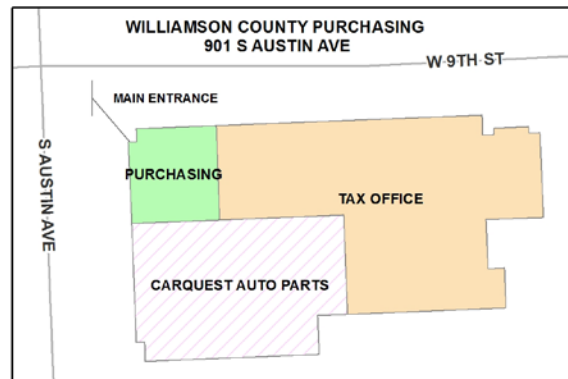 WILLIAMSON COUNTY PURCHASING
901 S AUSTIN AVE
W 9TH ST
MAIN ENTRANCE
S AUSTIN AVE
PURCHASING
TAX OFFICE
CARQUEST AUTO PARTS